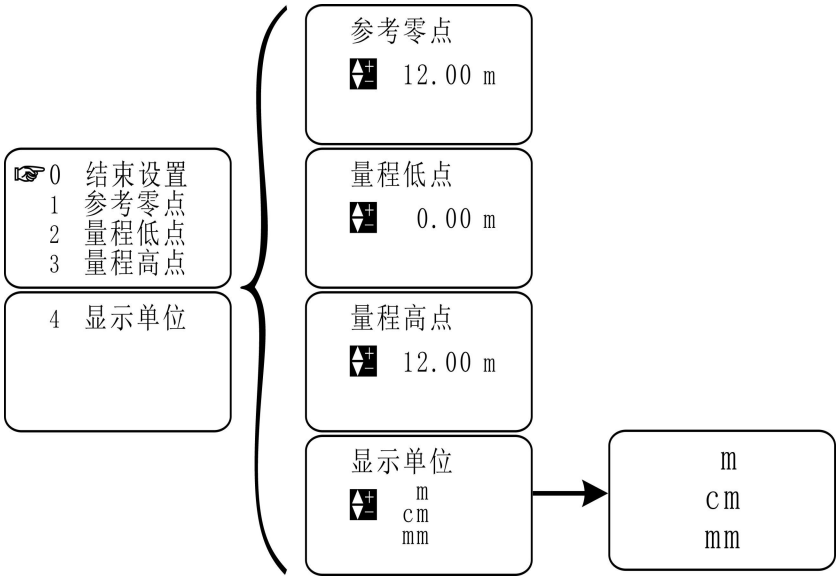 0 结束设置
1 参考零点
2 量程低点
3 量程高点
4 显示单位
参考零点
12.00 m
量程低点
0.00 m
量程高点
12.00 m
显示单位
m
cm
mm
m
cm
mm